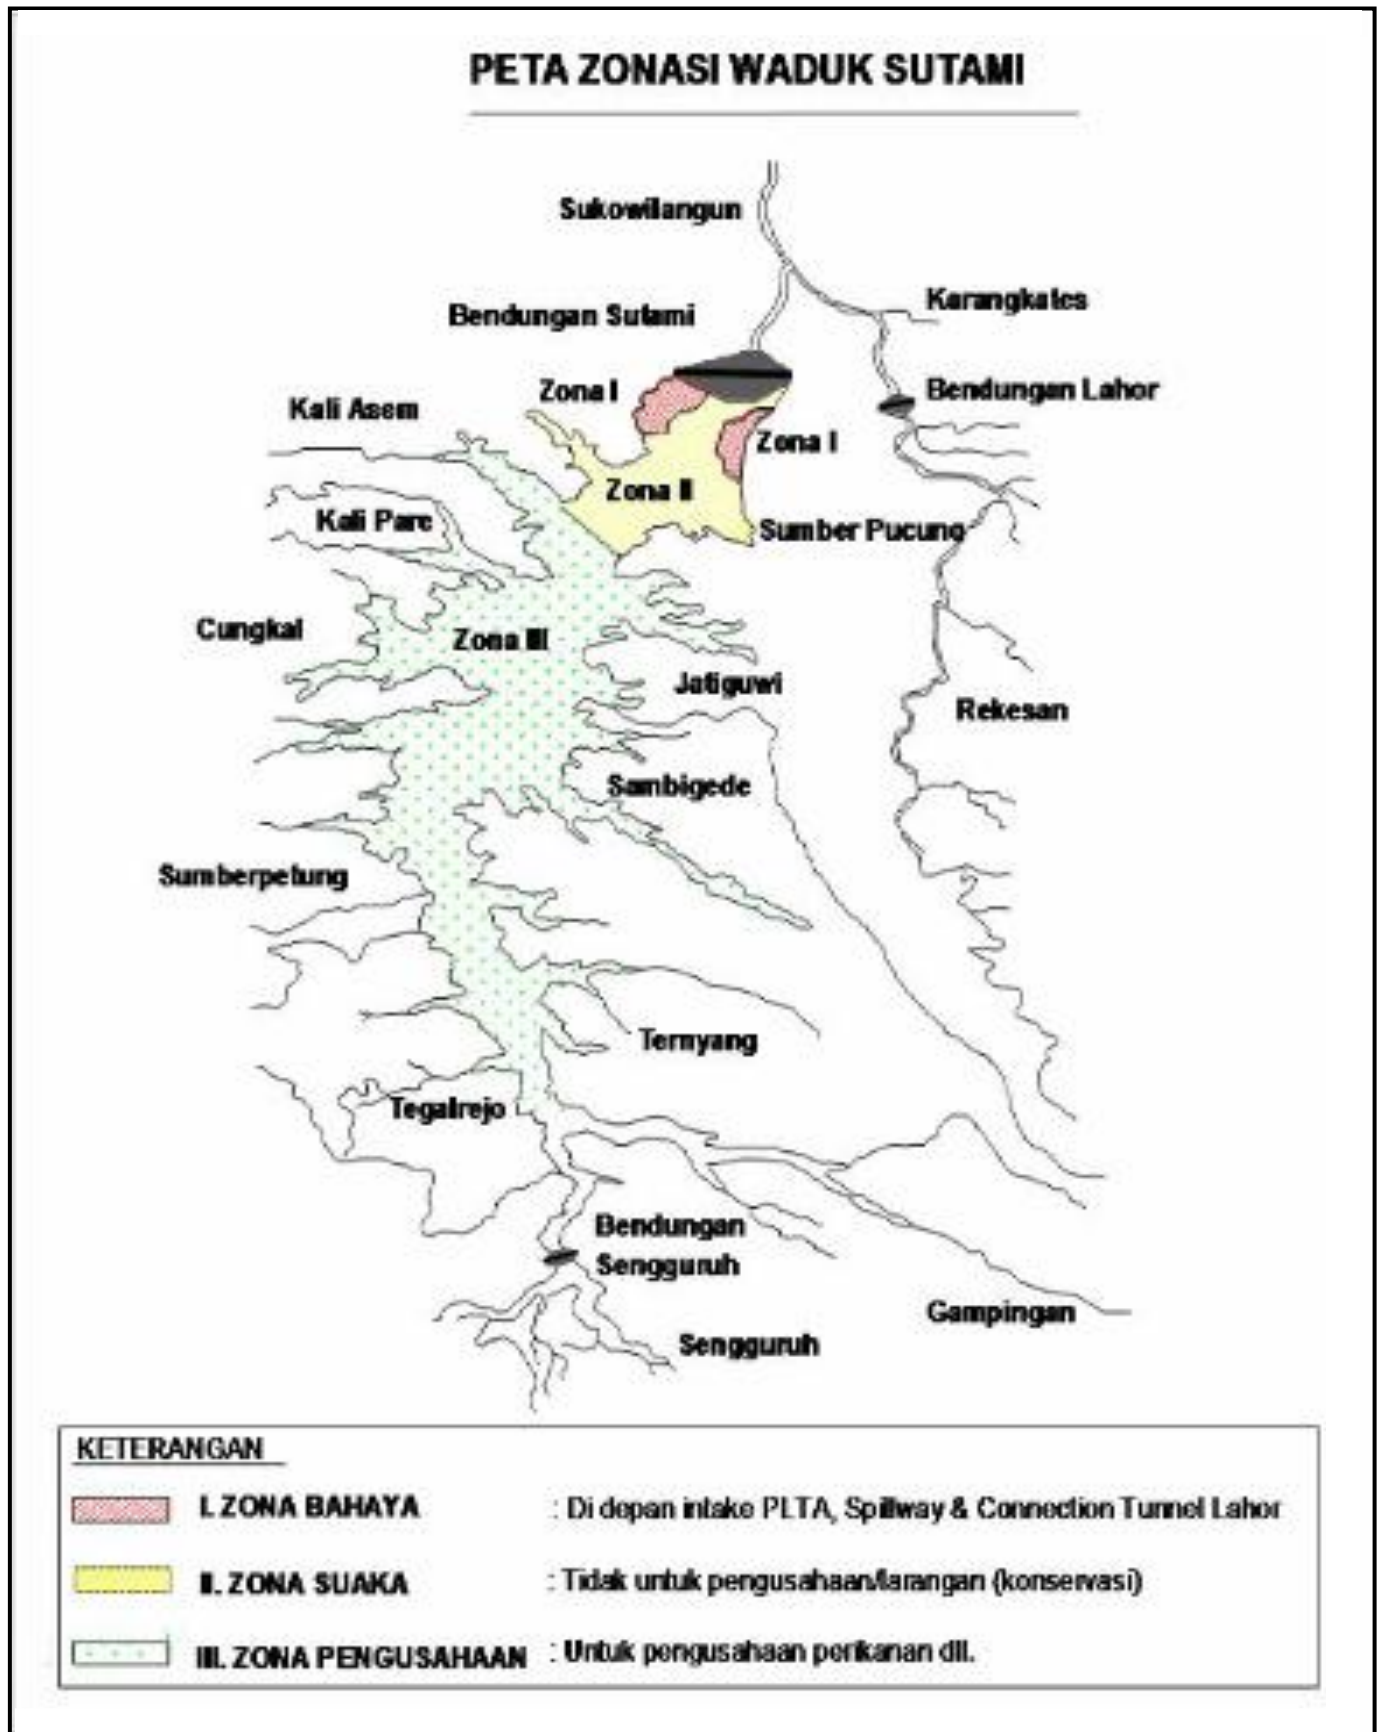 PETA ZONASI WADUK SUTAMI
Sukowilangun
Karangkates
Bendungan Sutami
Zona I
Bendungan Lahor
Kali Asem
Zona I
Zona II
Kali Pare
Sumber Pucung
Cungkal
Zona III
Jatiguwi
Rekesan
Sambigede
Sumberpetung
Ternyang
Tegalrejo
Bendungan
Sengguruh
Gampingan
Sengguruh
KETERANGAN
I. ZONA BAHAYA : Di depan intake PLTA, Spillway & Connection Tunnel Lahor
II. ZONA SUAKA : Tidak untuk pengusahaan/larangan (konservasi)
III. ZONA PENGUSAHAAN : Untuk pengusahaan perikanan dll.